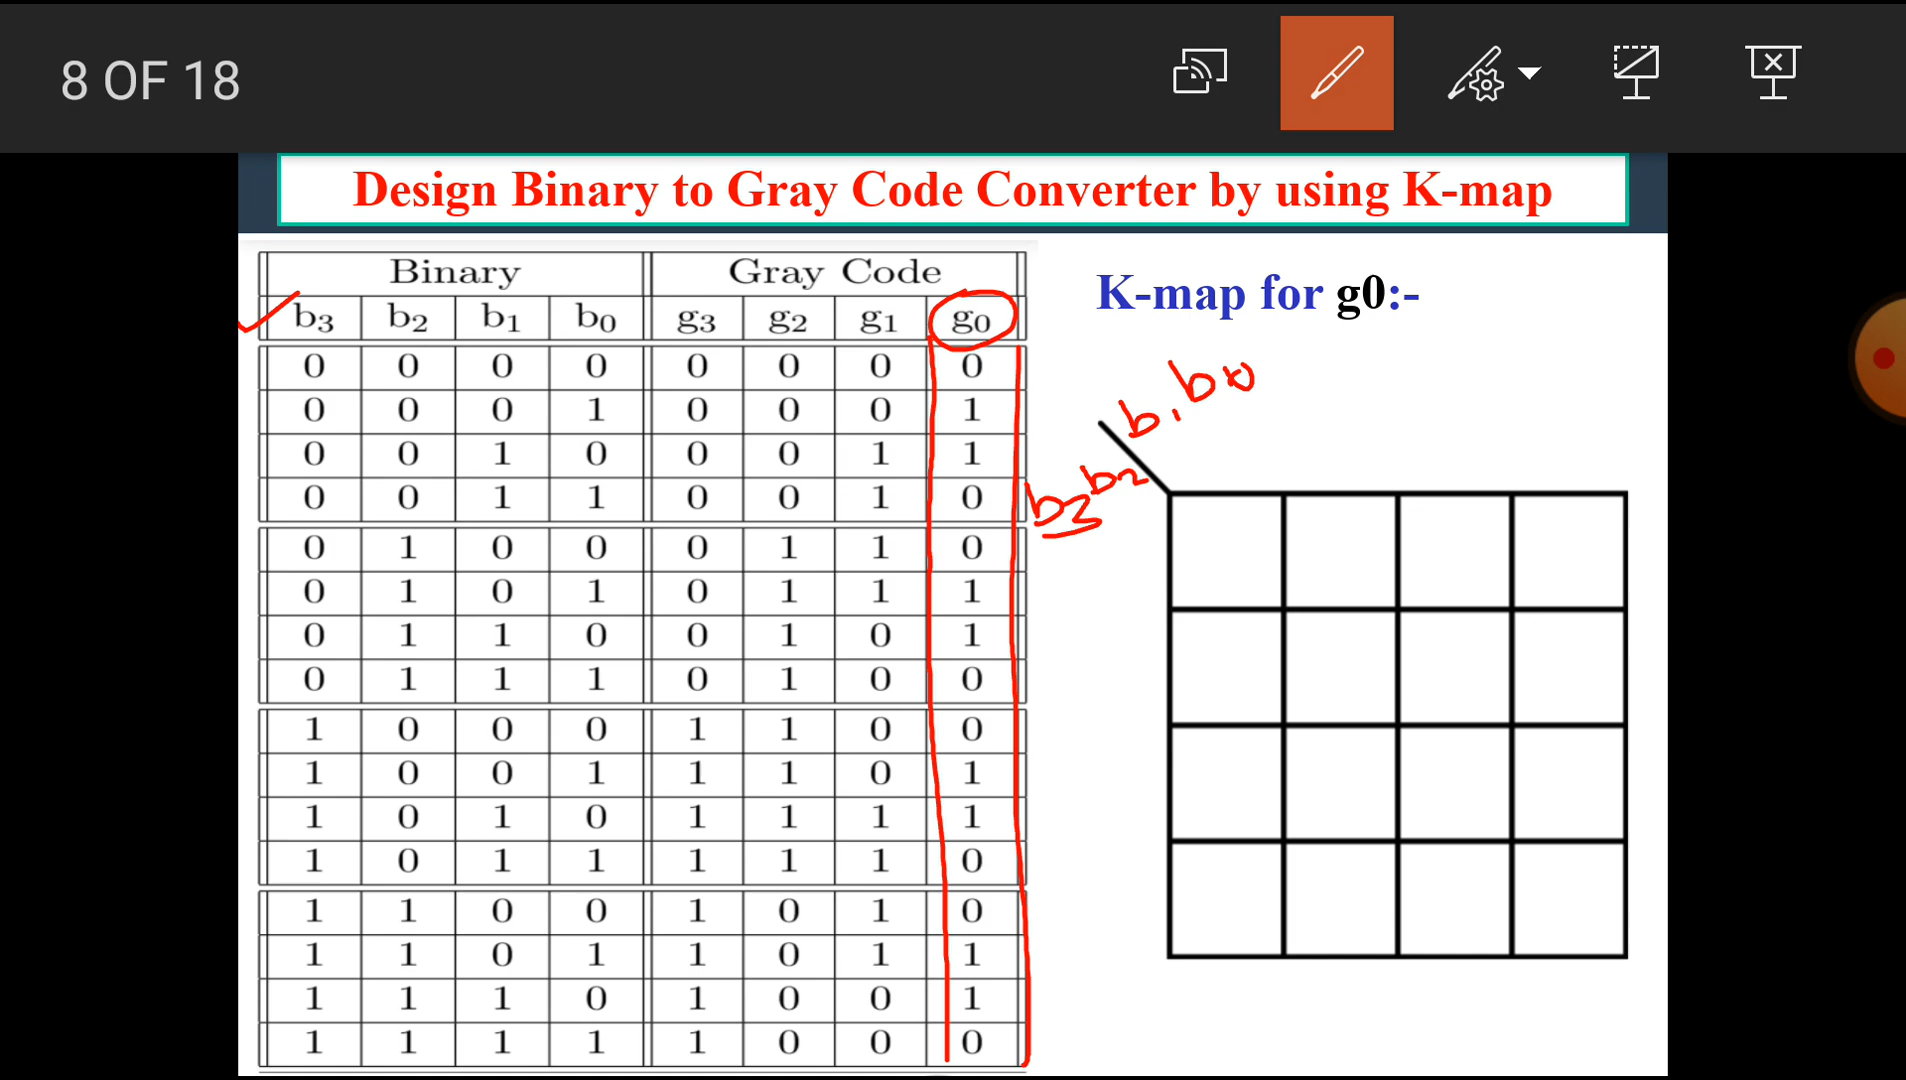 8 OF 18
Design Binary to Gray Code Converter by using K-map
Binary Gray Code
b3 b2 b1 b0 g3 g2 g1 g0
0 0 0 0 0 0 0 0
0 0 0 1 0 0 0 1
0 0 1 0 0 0 1 1
0 0 1 1 0 0 1 0
0 1 0 0 0 1 1 0
0 1 0 1 0 1 1 1
0 1 1 0 0 1 0 1
0 1 1 1 0 1 0 0
1 0 0 0 1 1 0 0
1 0 0 1 1 1 0 1
1 0 1 0 1 1 1 1
1 0 1 1 1 1 1 0
1 1 0 0 1 0 1 0
1 1 0 1 1 0 1 1
1 1 1 0 1 0 0 1
1 1 1 1 1 0 0 0
K-map for g0:-
b1 b0
b3 b2